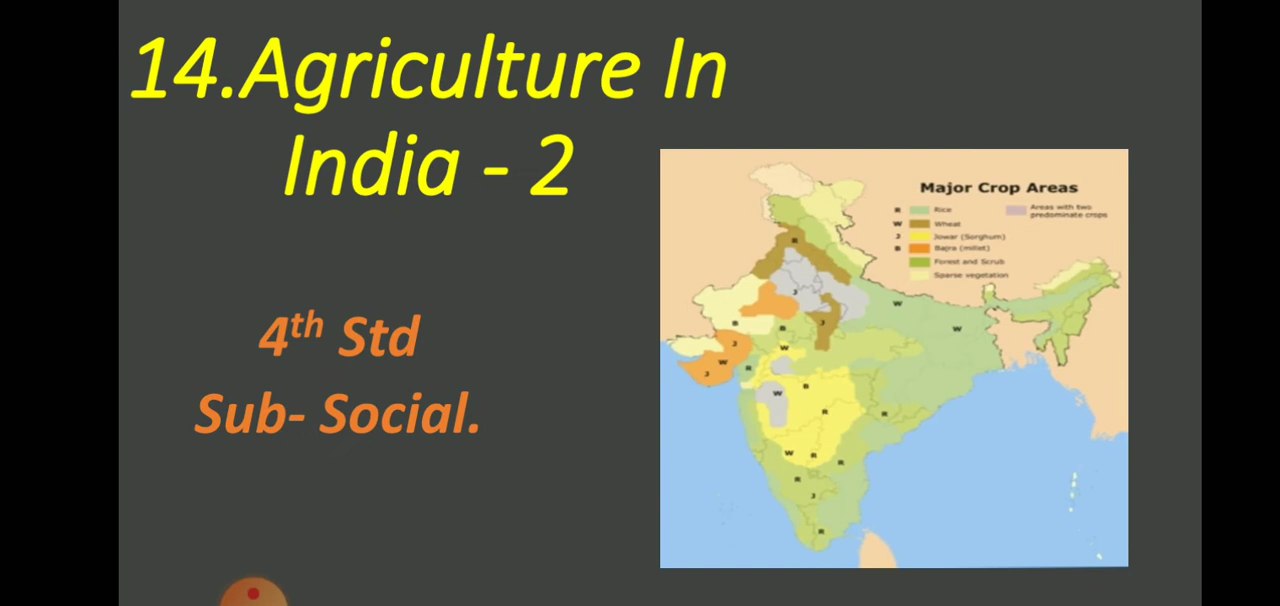 14.Agriculture In
India - 2
4th Std
Sub- Social.
Major Crop Areas
R Rice
W Wheat
J Jowar (Sorghum)
B Bajra (millet)
Forest and Scrub
Sparse vegetation
Areas with two
predominate crops
R
J
W
W
J
B
B
J
W
W
R
J
B
W
R
R
W
R
R
R
J
R